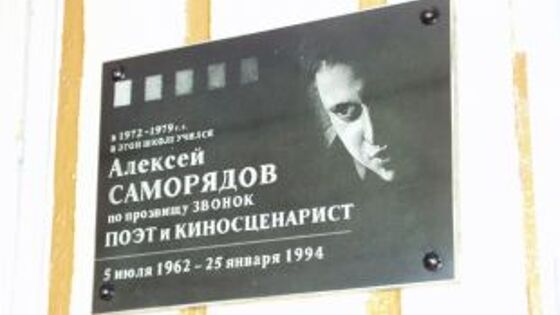 в 1972-1979 г.г.
в этой школе учился
Алексей
САМОРЯДОВ
по прозвищу ЗВОНОК
ПОЭТ и КИНОСЦЕНАРИСТ
5 июля 1962 - 25 января 1994